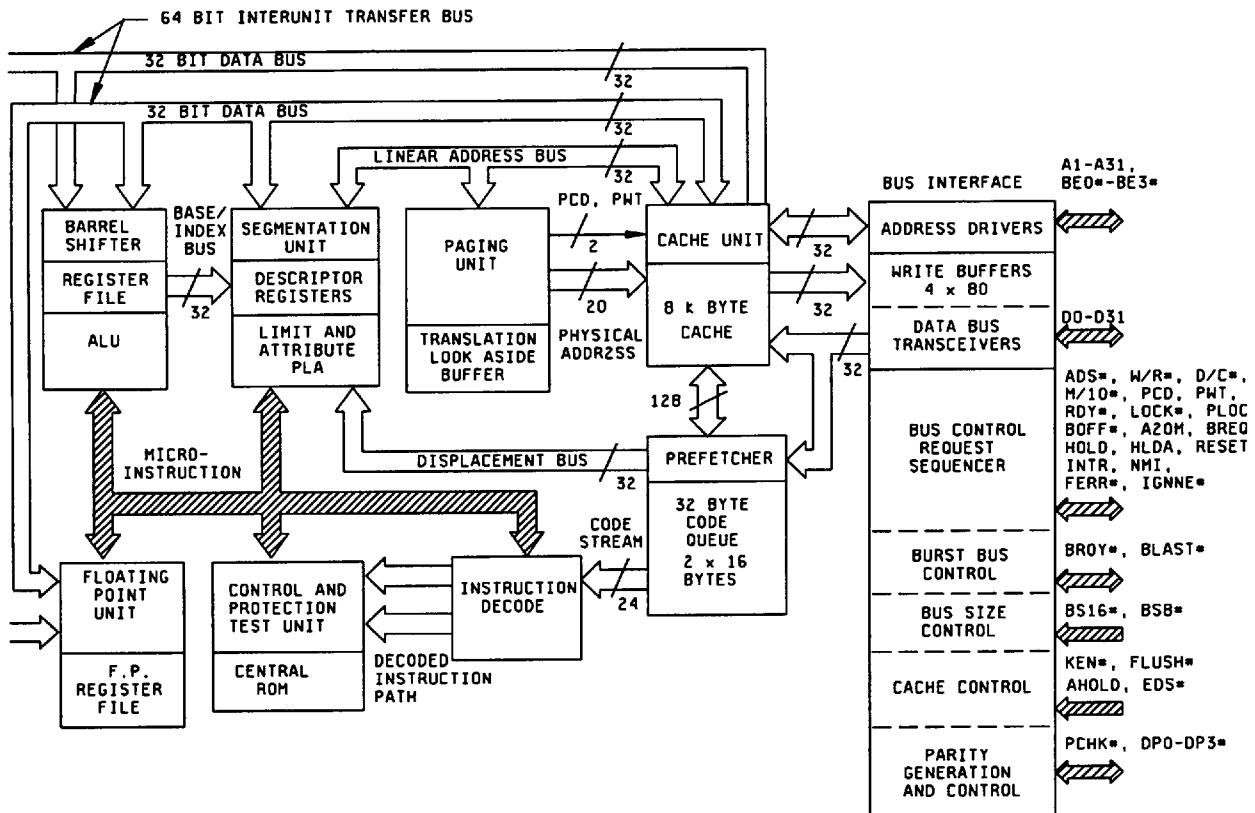 64 BIT INTERUNIT TRANSFER BUS
32 BIT DATA BUS
32
32 BIT DATA BUS
32
LINEAR ADDRESS BUS
32
BARREL
SHIFTER
REGISTER
FILE
ALU
BASE/
INDEX
BUS
32
SEGMENTATION
UNIT
DESCRIPTOR
REGISTERS
LIMIT AND
ATTRIBUTE
PLA
PAGING
UNIT
TRANSLATION
LOOK ASIDE
BUFFER
PCD, PWT
2
20
PHYSICAL
ADDR2SS
CACHE UNIT
8 k BYTE
CACHE
32
32
32
128
BUS INTERFACE
ADDRESS DRIVERS
WRITE BUFFERS
4 x 80
DATA BUS
TRANSCEIVERS
BUS CONTROL
REQUEST
SEQUENCER
BURST BUS
CONTROL
BUS SIZE
CONTROL
CACHE CONTROL
PARITY
GENERATION
AND CONTROL
A1-A31,
BE0*-BE3*
D0-D31
ADS*, W/R*, D/C*,
M/10*, PCD, PWT,
RDY*, LOCK*, PLOC
BOFF*, A20M, BREQ
HOLD, HLDA, RESET
INTR, NMI,
FERR*, IGNNE*
BROY*, BLAST*
BS16*, BS8*
KEN*, FLUSH*
AHOLD, EDS*
PCHK*, DP0-DP3*
MICRO-
INSTRUCTION
DISPLACEMENT BUS
32
PREFETCHER
32 BYTE
CODE
QUEUE
2 x 16
BYTES
CODE
STREAM
24
FLOATING
POINT
UNIT
F.P.
REGISTER
FILE
CONTROL AND
PROTECTION
TEST UNIT
CENTRAL
ROM
INSTRUCTION
DECODE
DECODED
INSTRUCTION
PATH